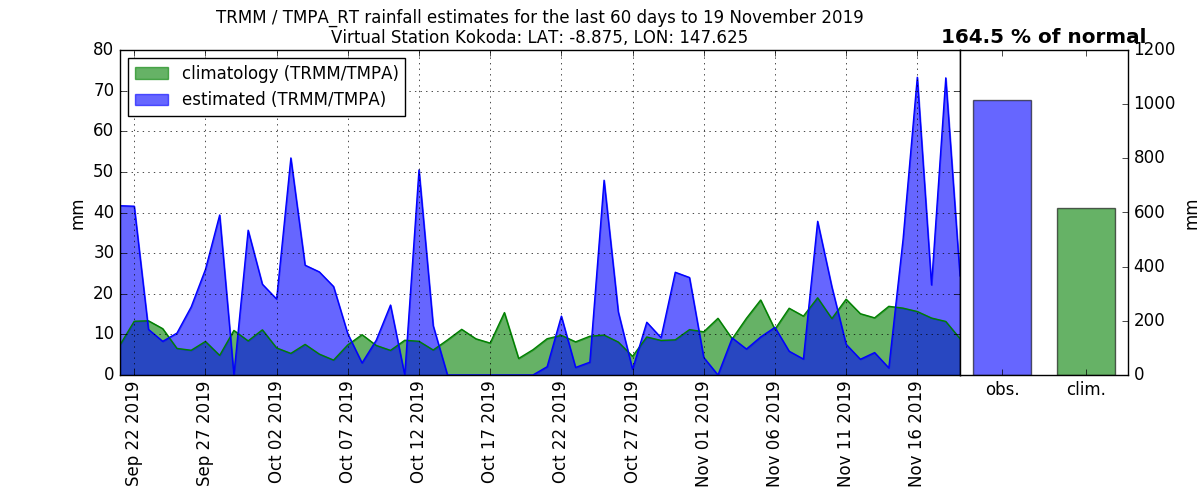 TRMM / TMPA_RT rainfall estimates for the last 60 days to 19 November 2019
Virtual Station Kokoda: LAT: -8.875, LON: 147.625
164.5 % of normal
climatology (TRMM/TMPA)
estimated (TRMM/TMPA)
80
70
60
50
40
30
20
10
0
mm
Sep 22 2019
Sep 27 2019
Oct 02 2019
Oct 07 2019
Oct 12 2019
Oct 17 2019
Oct 22 2019
Oct 27 2019
Nov 01 2019
Nov 06 2019
Nov 11 2019
Nov 16 2019
obs.
clim.
1200
1000
800
600
400
200
0
mm